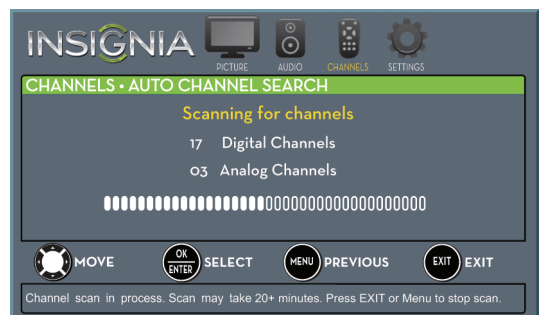 INSIGNIA
PICTURE AUDIO CHANNELS SETTINGS
CHANNELS • AUTO CHANNEL SEARCH
Scanning for channels
17 Digital Channels
03 Analog Channels
MOVE OK ENTER SELECT MENU PREVIOUS EXIT EXIT
Channel scan in process. Scan may take 20+ minutes. Press EXIT or Menu to stop scan.